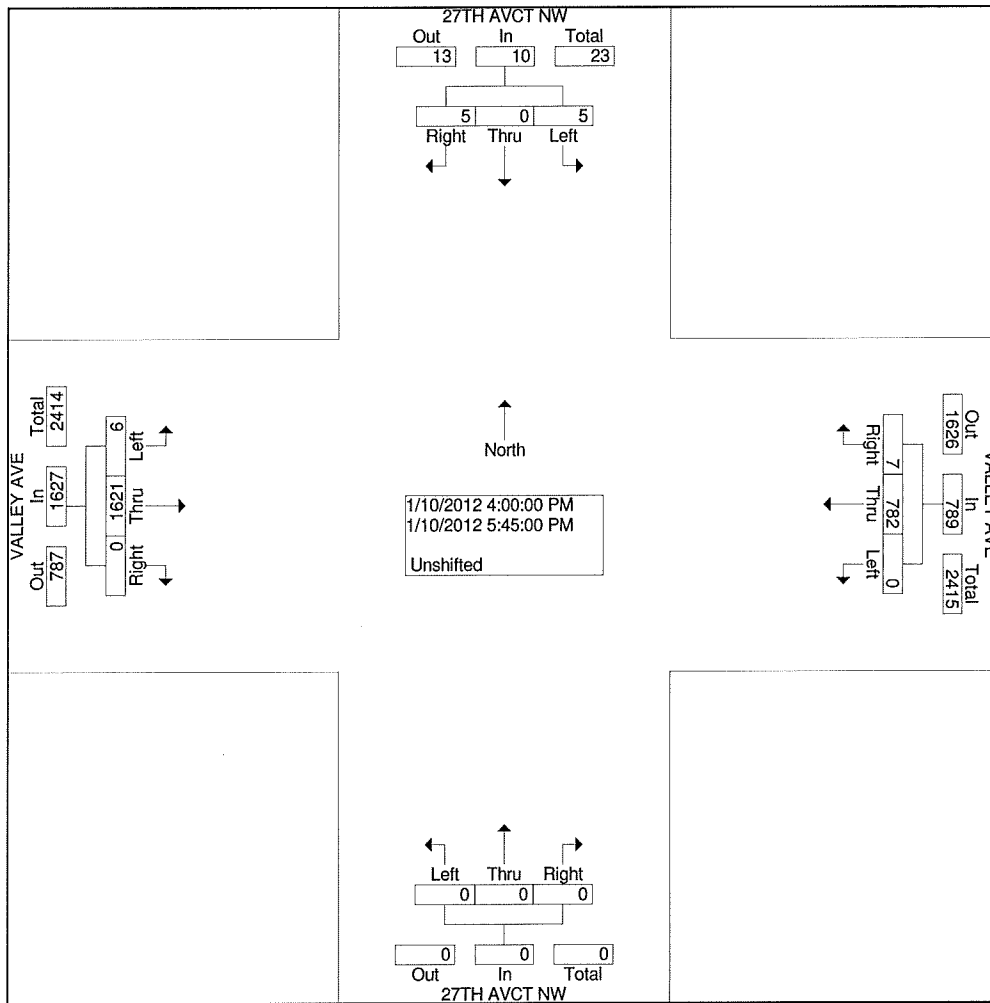 27TH AVCT NW
Out In Total
13 10 23
5 0 5
Right Thru Left
VALLEY AVE
Total 2414
In 1627
Out 787
6 1621 0
Left Thru Right
North
1/10/2012 4:00:00 PM
1/10/2012 5:45:00 PM
Unshifted
Right Thru Left
7 782 0
Out 1626
In 789
Total 2415
VALLEY AVE
Left Thru Right
0 0 0
0 0 0
Out In Total
27TH AVCT NW